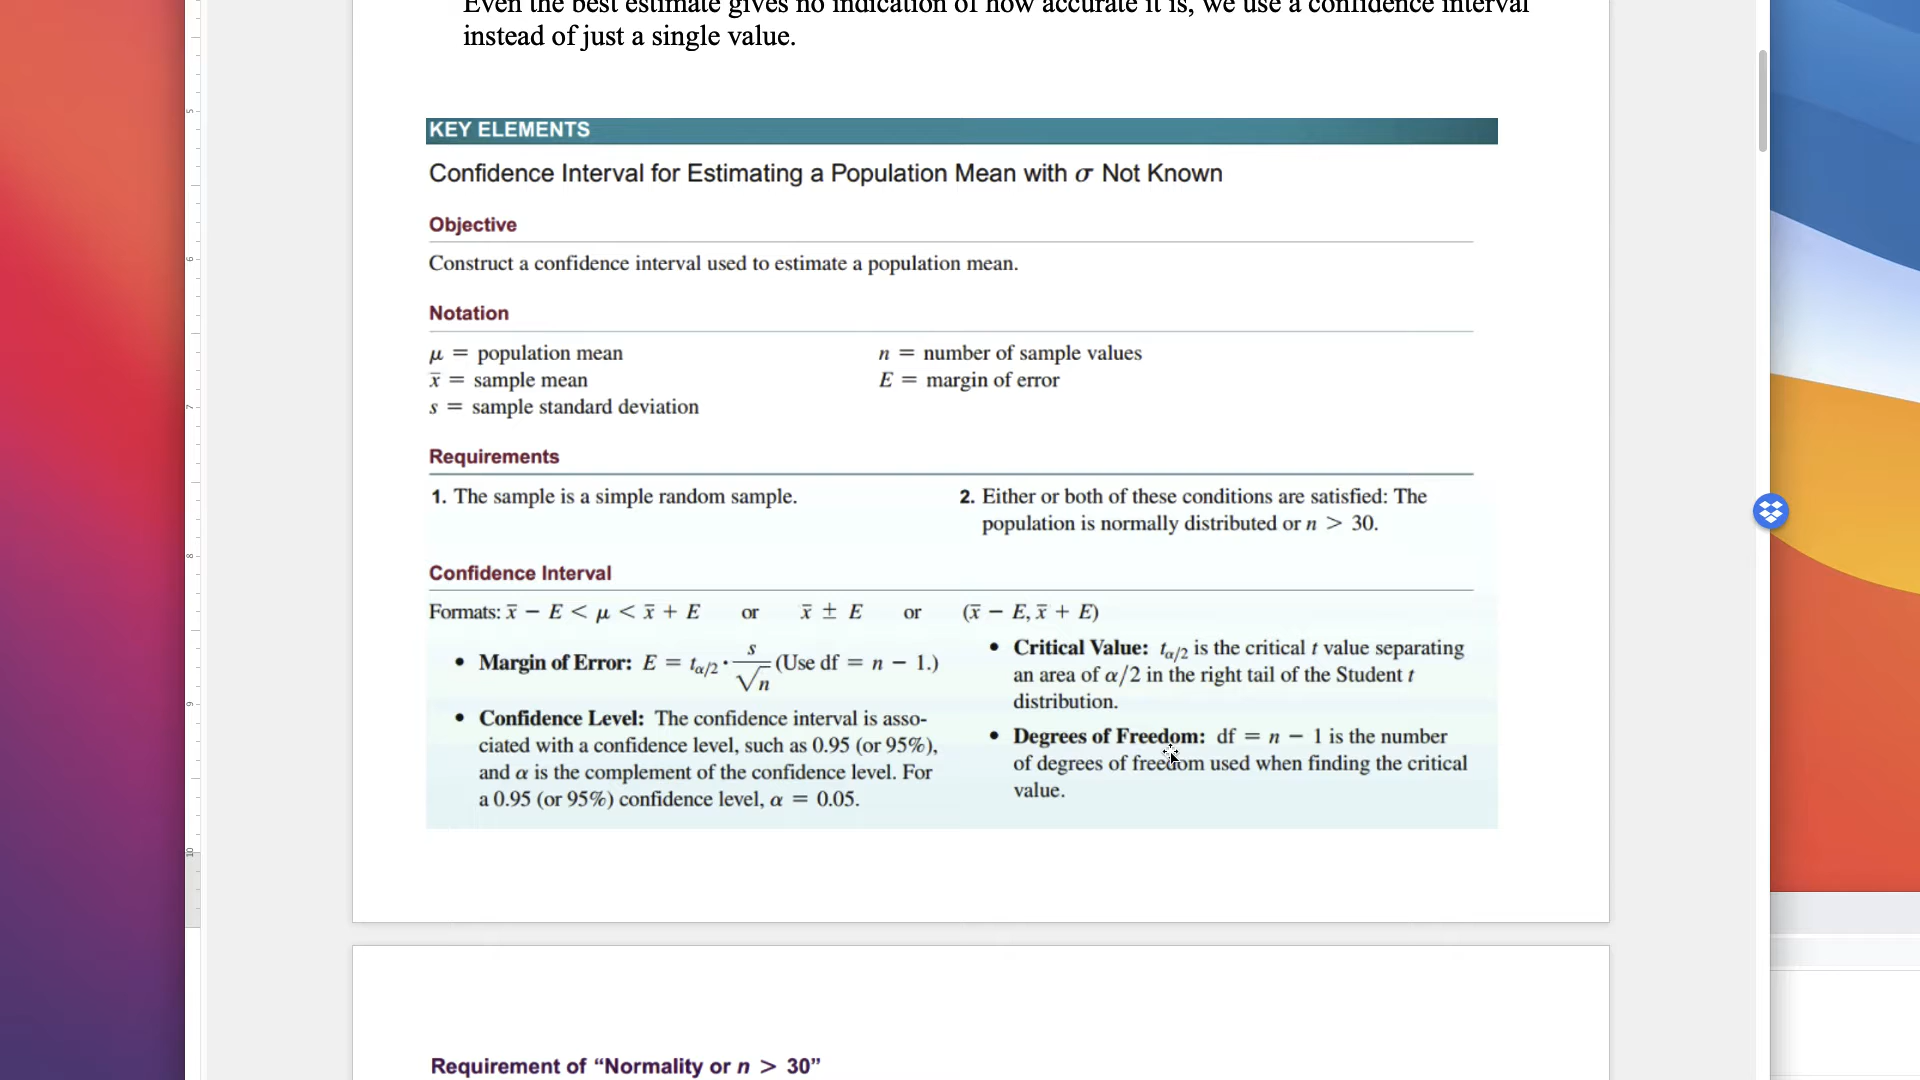 Even the best estimate gives no indication of how accurate it is, we use a confidence interval
instead of just a single value.
KEY ELEMENTS
Confidence Interval for Estimating a Population Mean with σ Not Known
Objective
Construct a confidence interval used to estimate a population mean.
Notation
μ = population mean
x̄ = sample mean
s = sample standard deviation
n = number of sample values
E = margin of error
Requirements
1. The sample is a simple random sample.
2. Either or both of these conditions are satisfied: The
population is normally distributed or n > 30.
Confidence Interval
Formats: x̄ − E < μ < x̄ + E or x̄ ± E or (x̄ − E, x̄ + E)
• Margin of Error: E = tα/2 · s/√n (Use df = n − 1.)
• Confidence Level: The confidence interval is asso-
ciated with a confidence level, such as 0.95 (or 95%),
and α is the complement of the confidence level. For
a 0.95 (or 95%) confidence level, α = 0.05.
• Critical Value: tα/2 is the critical t value separating
an area of α/2 in the right tail of the Student t
distribution.
• Degrees of Freedom: df = n − 1 is the number
of degrees of freedom used when finding the critical
value.
Requirement of “Normality or n > 30”
5
6
7
8
9
10